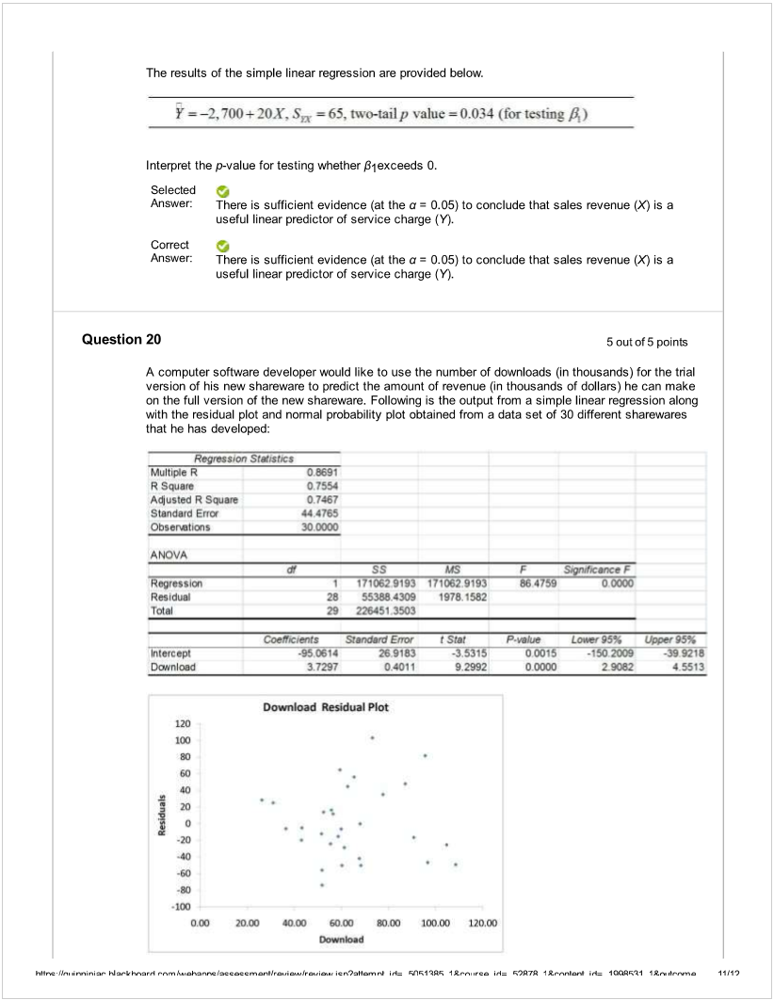 The results of the simple linear regression are provided below.
Ŷ = −2,700 + 20X, S_YX = 65, two-tail p value = 0.034 (for testing β₁)
Interpret the p-value for testing whether β1exceeds 0.
Selected Answer:
There is sufficient evidence (at the α = 0.05) to conclude that sales revenue (X) is a
useful linear predictor of service charge (Y).
Correct Answer:
There is sufficient evidence (at the α = 0.05) to conclude that sales revenue (X) is a
useful linear predictor of service charge (Y).
Question 20 5 out of 5 points
A computer software developer would like to use the number of downloads (in thousands) for the trial
version of his new shareware to predict the amount of revenue (in thousands of dollars) he can make
on the full version of the new shareware. Following is the output from a simple linear regression along
with the residual plot and normal probability plot obtained from a data set of 30 different sharewares
that he has developed:
Regression Statistics
Multiple R 0.8691
R Square 0.7554
Adjusted R Square 0.7467
Standard Error 44.4765
Observations 30.0000
ANOVA
df SS MS F Significance F
Regression 1 171062.9193 171062.9193 86.4759 0.0000
Residual 28 55388.4309 1978.1582
Total 29 226451.3503
Coefficients Standard Error t Stat P-value Lower 95% Upper 95%
Intercept -95.0614 26.9183 -3.5315 0.0015 -150.2009 -39.9218
Download 3.7297 0.4011 9.2992 0.0000 2.9082 4.5513
Download Residual Plot
120
100
80
60
40
20
0
-20
-40
-60
-80
-100
Residuals
0.00 20.00 40.00 60.00 80.00 100.00 120.00
Download
https://quinnipiac.blackboard.com/webapps/assessment/review/review.jsp?attempt_id=_5051385_1&course_id=_52878_1&content_id=_1998531_1&outcome... 11/12